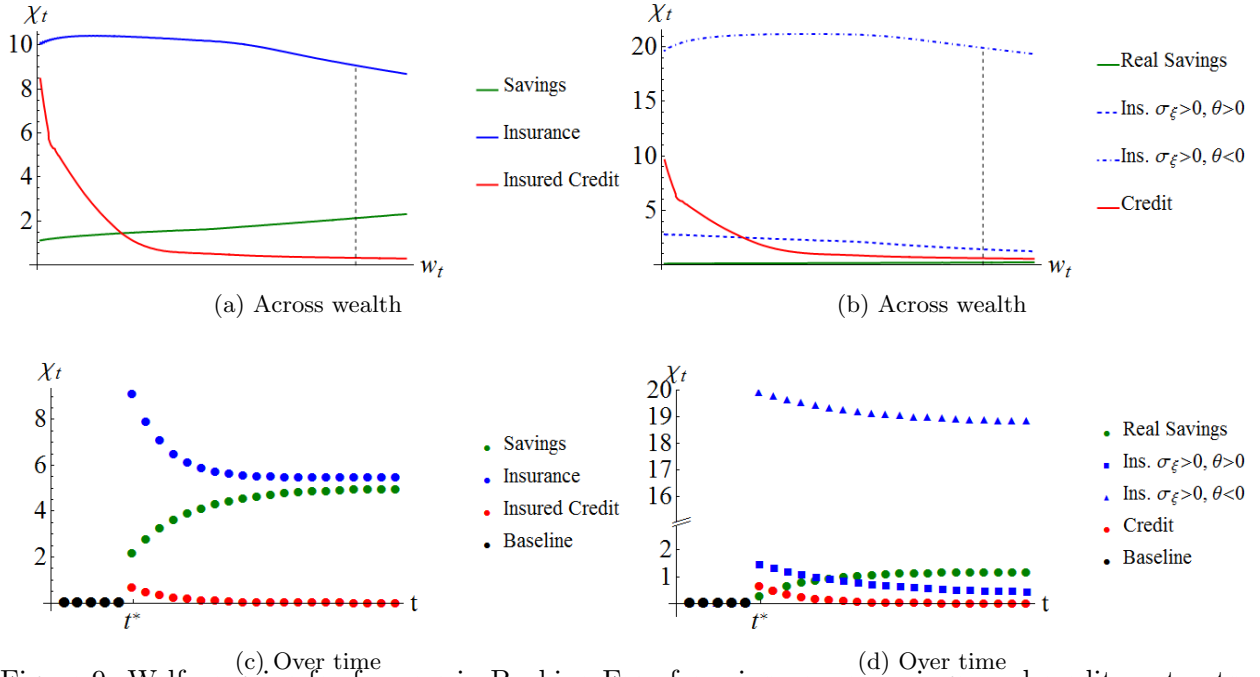 χt
10
8
6
4
2
wt
Savings
Insurance
Insured Credit
(a) Across wealth
χt
20
15
10
5
wt
Real Savings
Ins. σξ>0, θ>0
Ins. σξ>0, θ<0
Credit
(b) Across wealth
χt
8
6
4
2
t*
t
Savings
Insurance
Insured Credit
Baseline
(c) Over time
χt
20
19
18
17
16
2
1
t*
t
Real Savings
Ins. σξ>0, θ>0
Ins. σξ>0, θ<0
Credit
Baseline
(d) Over time